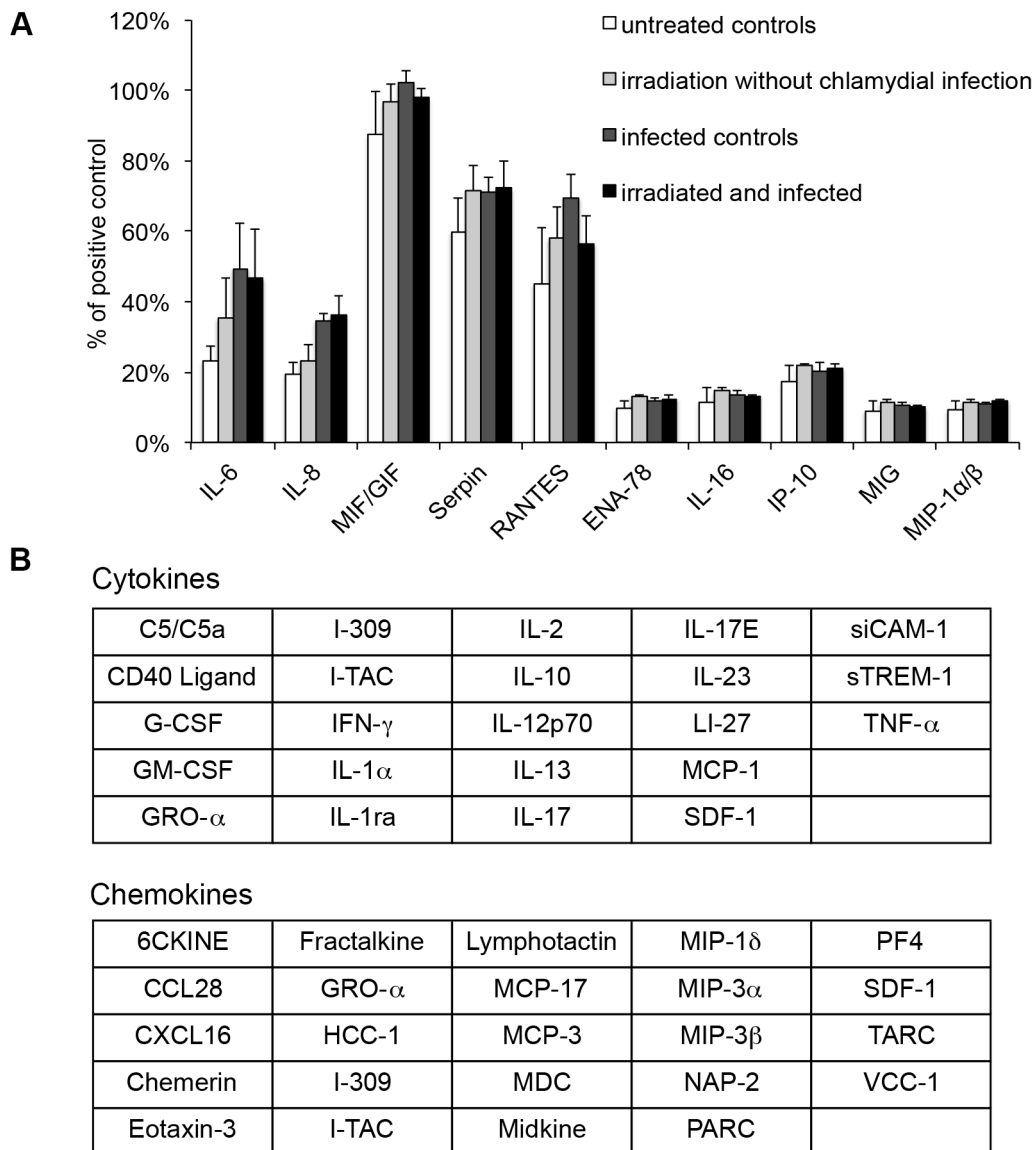 A
120%
100%
80%
60%
40%
20%
0%
% of positive control
untreated controls
irradiation without chlamydial infection
infected controls
irradiated and infected
IL-6
IL-8
MIF/GIF
Serpin
RANTES
ENA-78
IL-16
IP-10
MIG
MIP-1α/β
B
Cytokines
C5/C5a I-309 IL-2 IL-17E siCAM-1
CD40 Ligand I-TAC IL-10 IL-23 sTREM-1
G-CSF IFN-γ IL-12p70 LI-27 TNF-α
GM-CSF IL-1α IL-13 MCP-1
GRO-α IL-1ra IL-17 SDF-1
Chemokines
6CKINE Fractalkine Lymphotactin MIP-1δ PF4
CCL28 GRO-α MCP-17 MIP-3α SDF-1
CXCL16 HCC-1 MCP-3 MIP-3β TARC
Chemerin I-309 MDC NAP-2 VCC-1
Eotaxin-3 I-TAC Midkine PARC